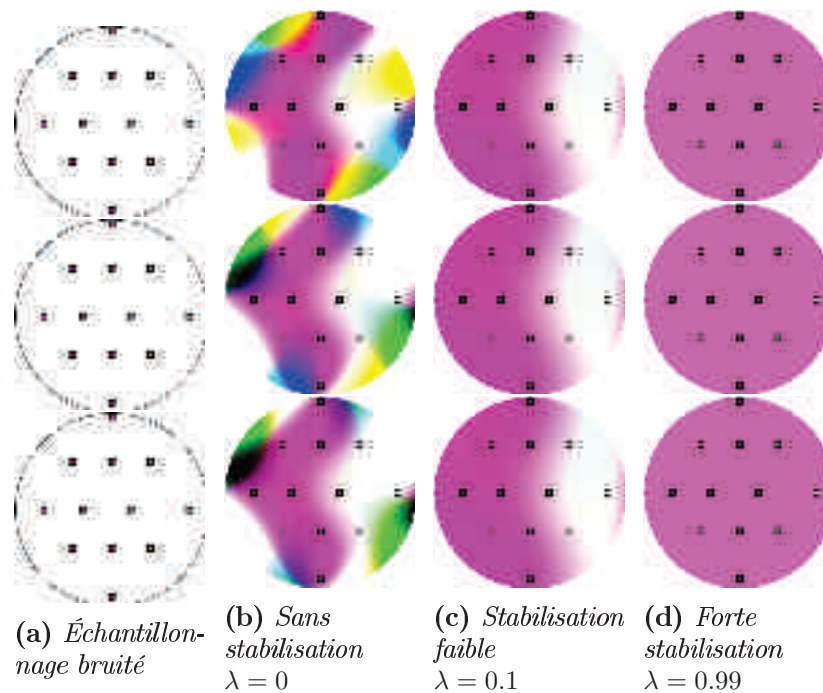 (a) Échantillon-
nage bruité
(b) Sans
stabilisation
λ = 0
(c) Stabilisation
faible
λ = 0.1
(d) Forte
stabilisation
λ = 0.99